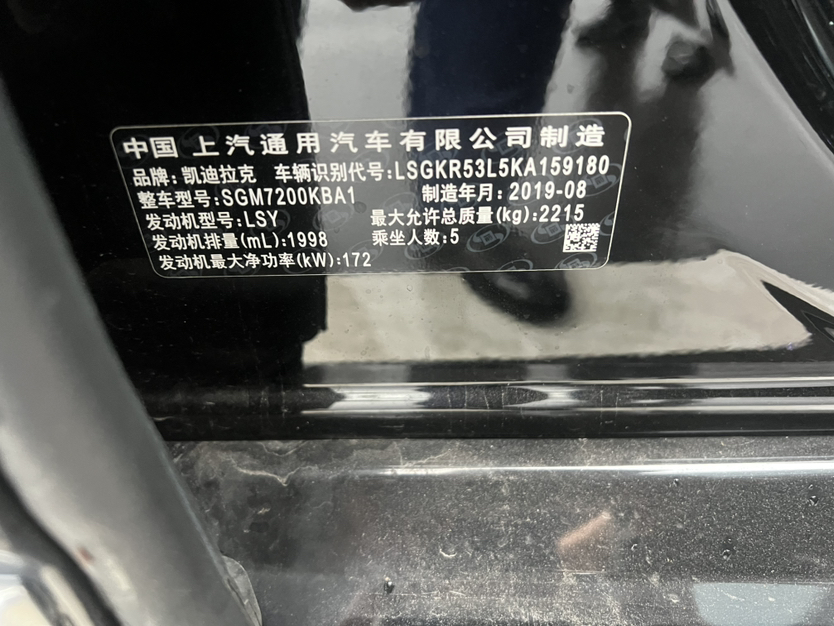 中国 上汽通用汽车有限公司制造
品牌: 凯迪拉克 车辆识别代号:LSGKR53L5KA159180
整车型号:SGM7200KBA1 制造年月: 2019-08
发动机型号:LSY 最大允许总质量(kg):2215
发动机排量(mL):1998 乘坐人数:5
发动机最大净功率(kW):172